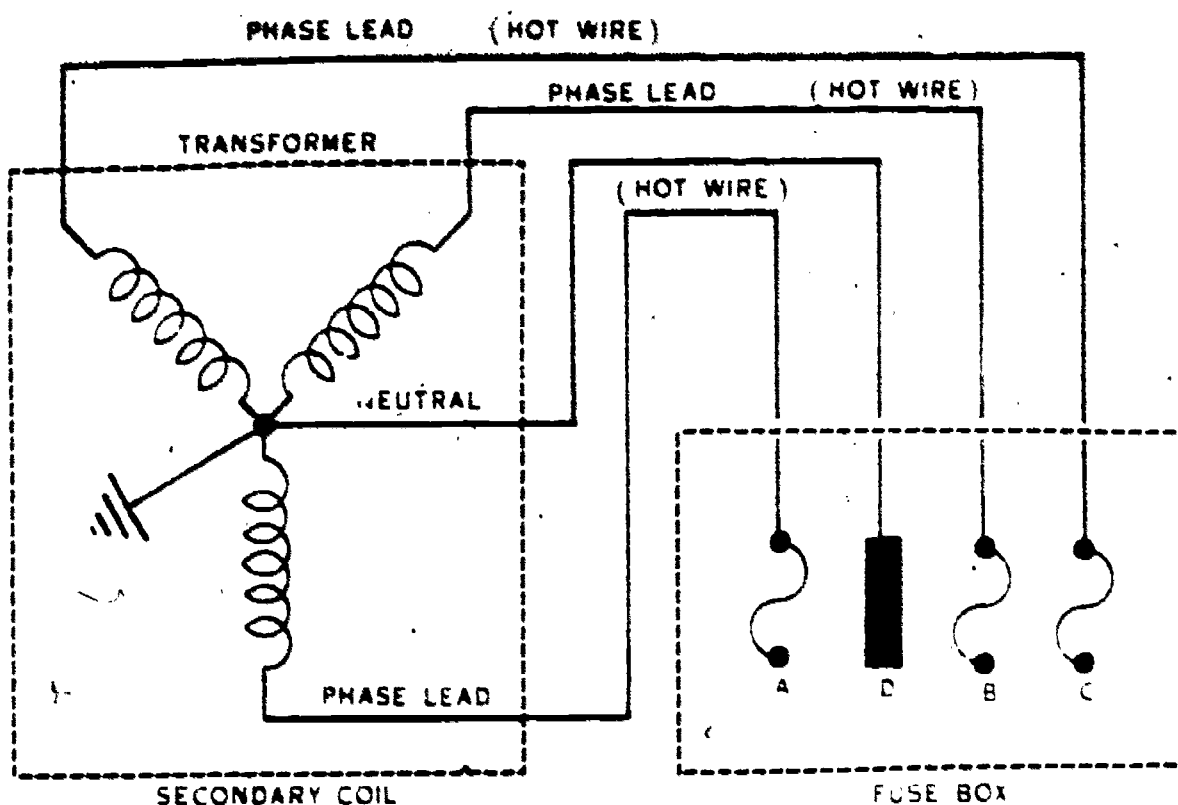 PHASE LEAD (HOT WIRE)
PHASE LEAD (HOT WIRE)
TRANSFORMER
(HOT WIRE)
NEUTRAL
PHASE LEAD
A D B C
SECONDARY COIL
FUSE BOX